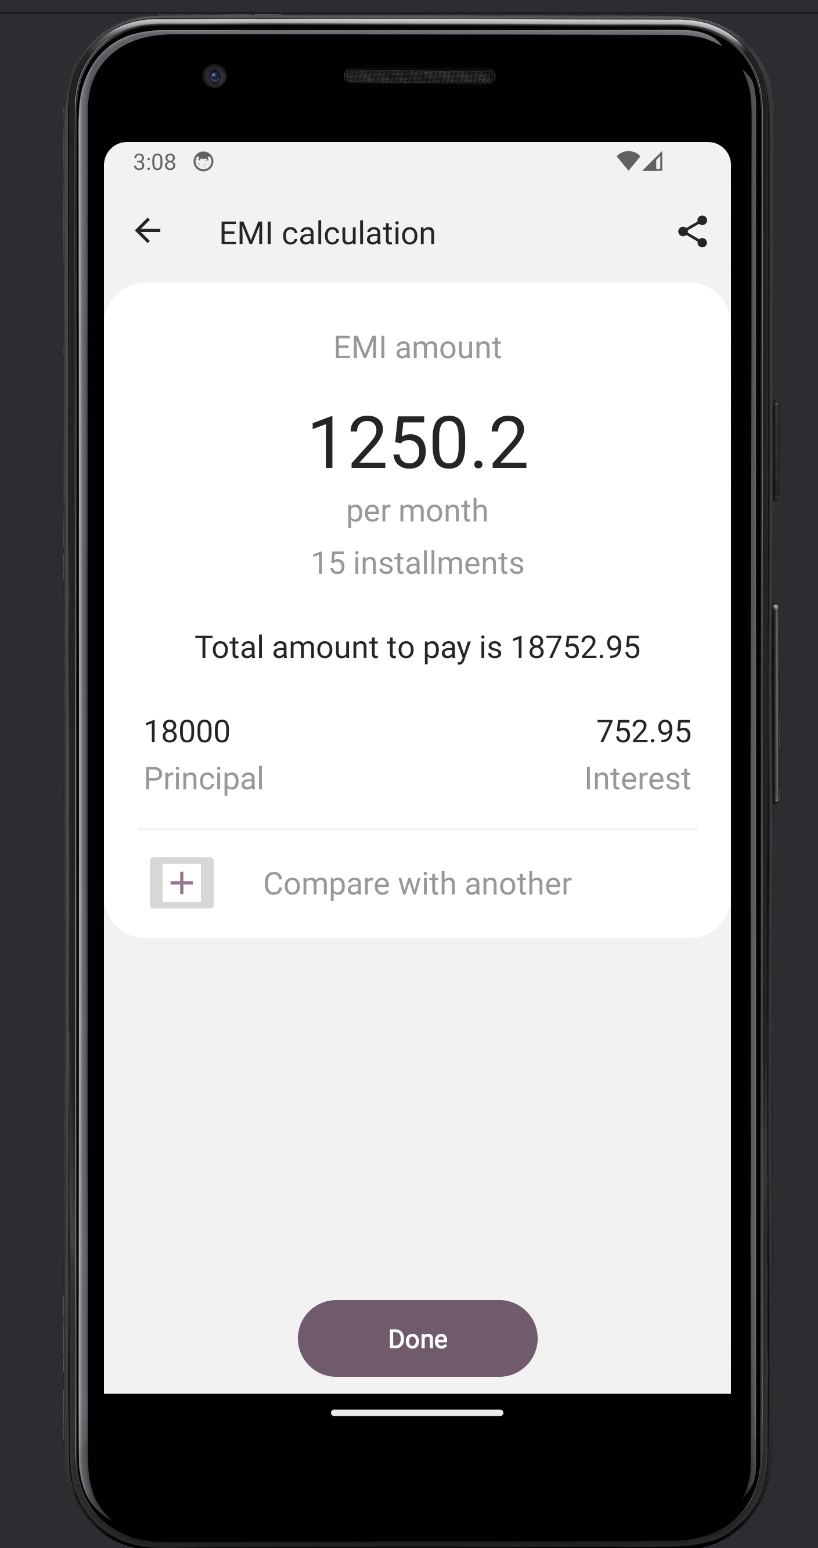 3:08
EMI calculation
EMI amount
1250.2
per month
15 installments
Total amount to pay is 18752.95
18000 752.95
Principal Interest
Compare with another
Done